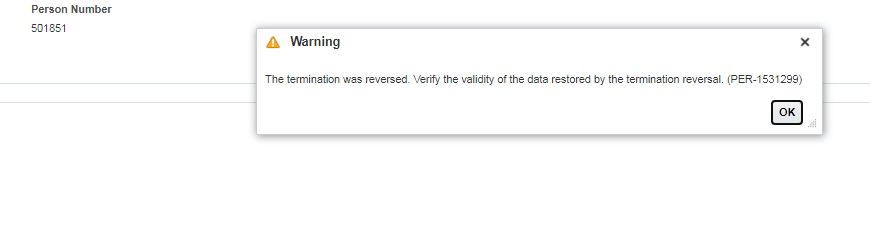 Person Number
501851
Warning
The termination was reversed. Verify the validity of the data restored by the termination reversal. (PER-1531299)
OK